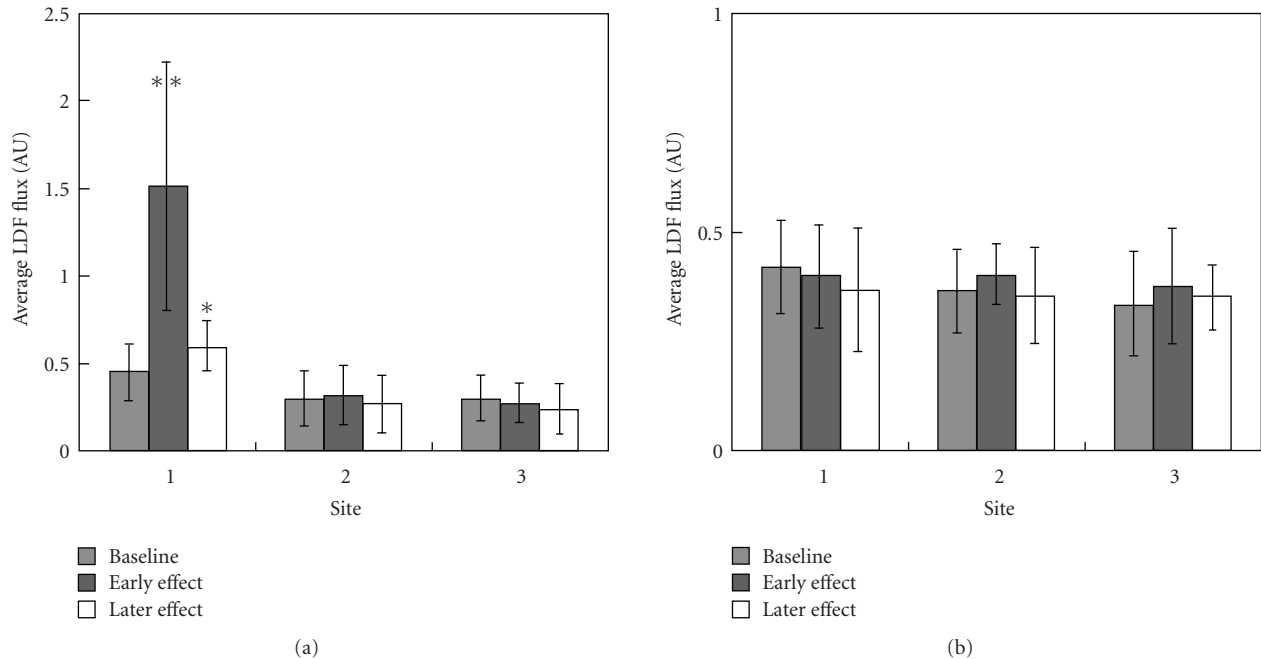 2.5
2
1.5
1
0.5
0
Average LDF flux (AU)
∗∗
∗
1 2 3
Site
Baseline
Early effect
Later effect
(a)
1
0.5
0
Average LDF flux (AU)
1 2 3
Site
Baseline
Early effect
Later effect
(b)